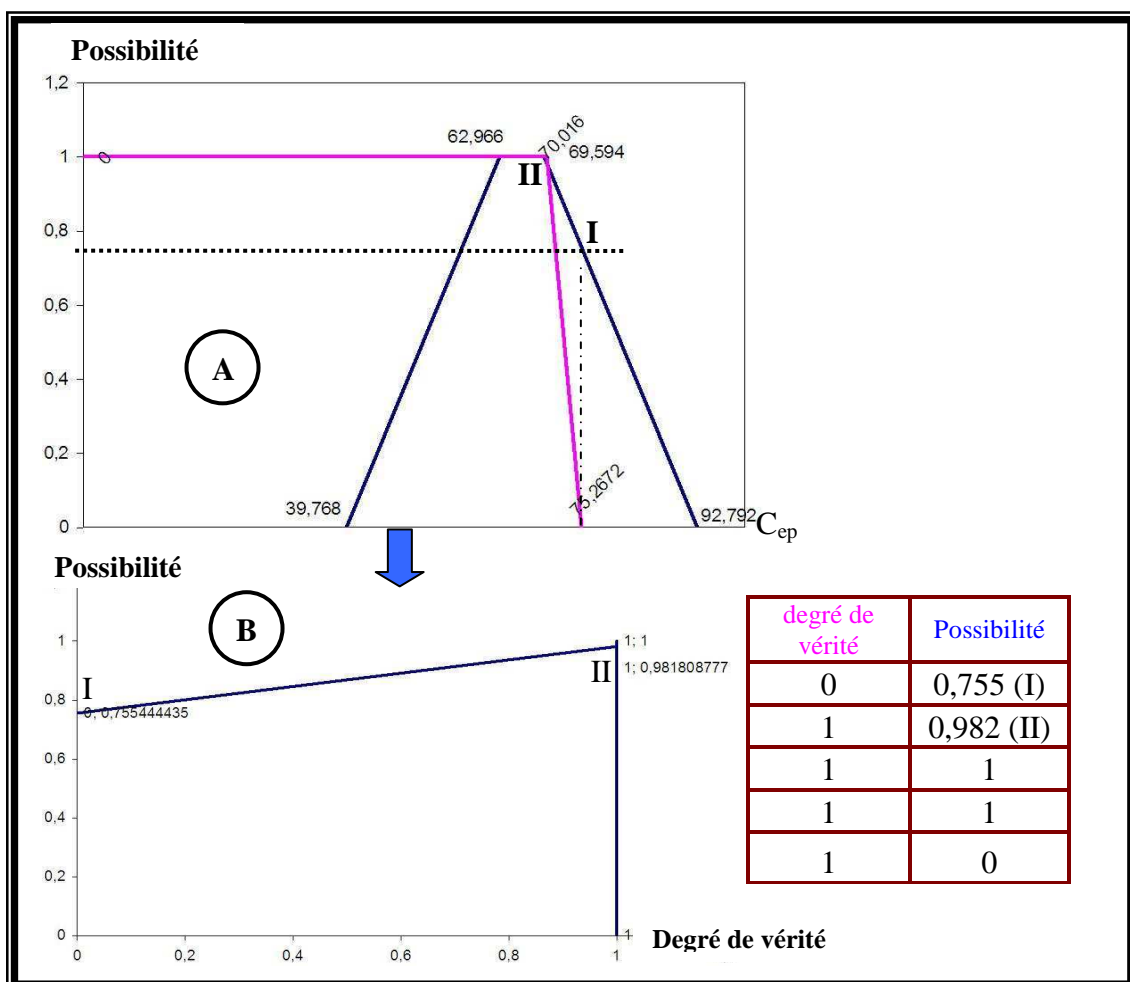 Possibilité
1,2
1
0,8
0,6
0,4
0,2
0
0
62,966
70,016
69,594
II
I
A
39,768
75,2672
92,792
Cep
Possibilité
B
1
0,8
0,6
0,4
0,2
0
I
0; 0,755444435
1; 1
II
1; 0,981808777
1
0
0,2
0,4
0,6
0,8
1
Degré de vérité
degré de
vérité
Possibilité
0
0,755 (I)
1
0,982 (II)
1
1
1
1
1
0